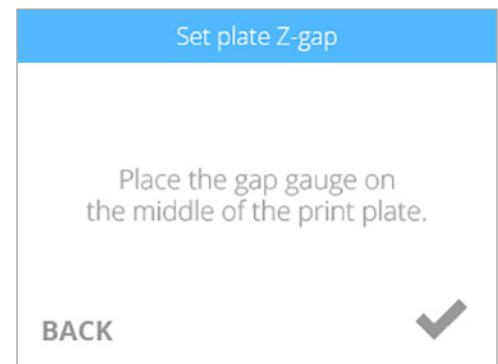 Set plate Z-gap
Place the gap gauge on
the middle of the print plate.
BACK